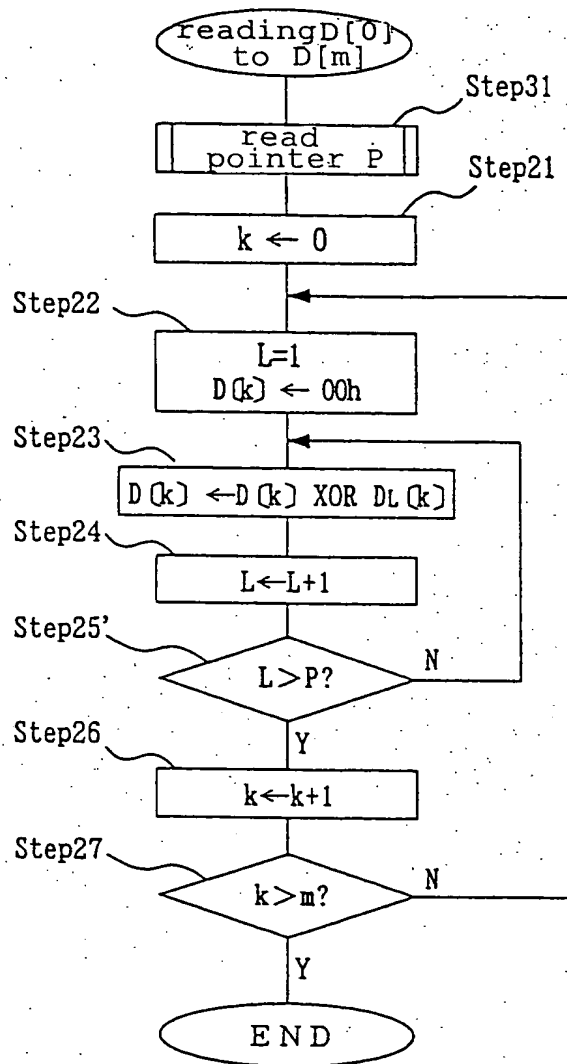 readingD[0]
to D[m]
Step31
read
pointer P
Step21
k ← 0
Step22
L=1
D(k) ← 00h
Step23
D(k) ←D(k) XOR DL(k)
Step24
L←L+1
Step25'
L>P?
N
Y
Step26
k←k+1
Step27
k>m?
N
Y
END